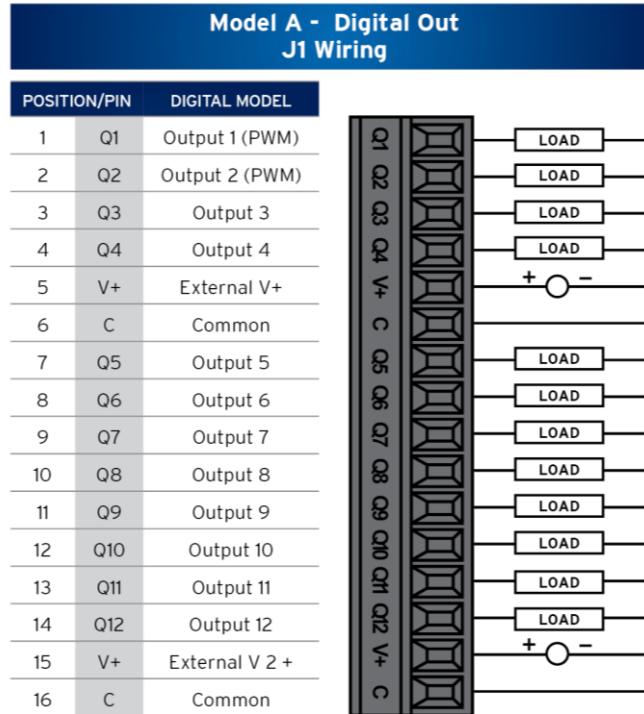 Model A - Digital Out
J1 Wiring
POSITION/PIN DIGITAL MODEL
1 Q1 Output 1 (PWM)
2 Q2 Output 2 (PWM)
3 Q3 Output 3
4 Q4 Output 4
5 V+ External V+
6 C Common
7 Q5 Output 5
8 Q6 Output 6
9 Q7 Output 7
10 Q8 Output 8
11 Q9 Output 9
12 Q10 Output 10
13 Q11 Output 11
14 Q12 Output 12
15 V+ External V 2 +
16 C Common
Q1 LOAD
Q2 LOAD
Q3 LOAD
Q4 LOAD
V+ + −
C
Q5 LOAD
Q6 LOAD
Q7 LOAD
Q8 LOAD
Q9 LOAD
Q10 LOAD
Q11 LOAD
Q12 LOAD
V+ + −
C